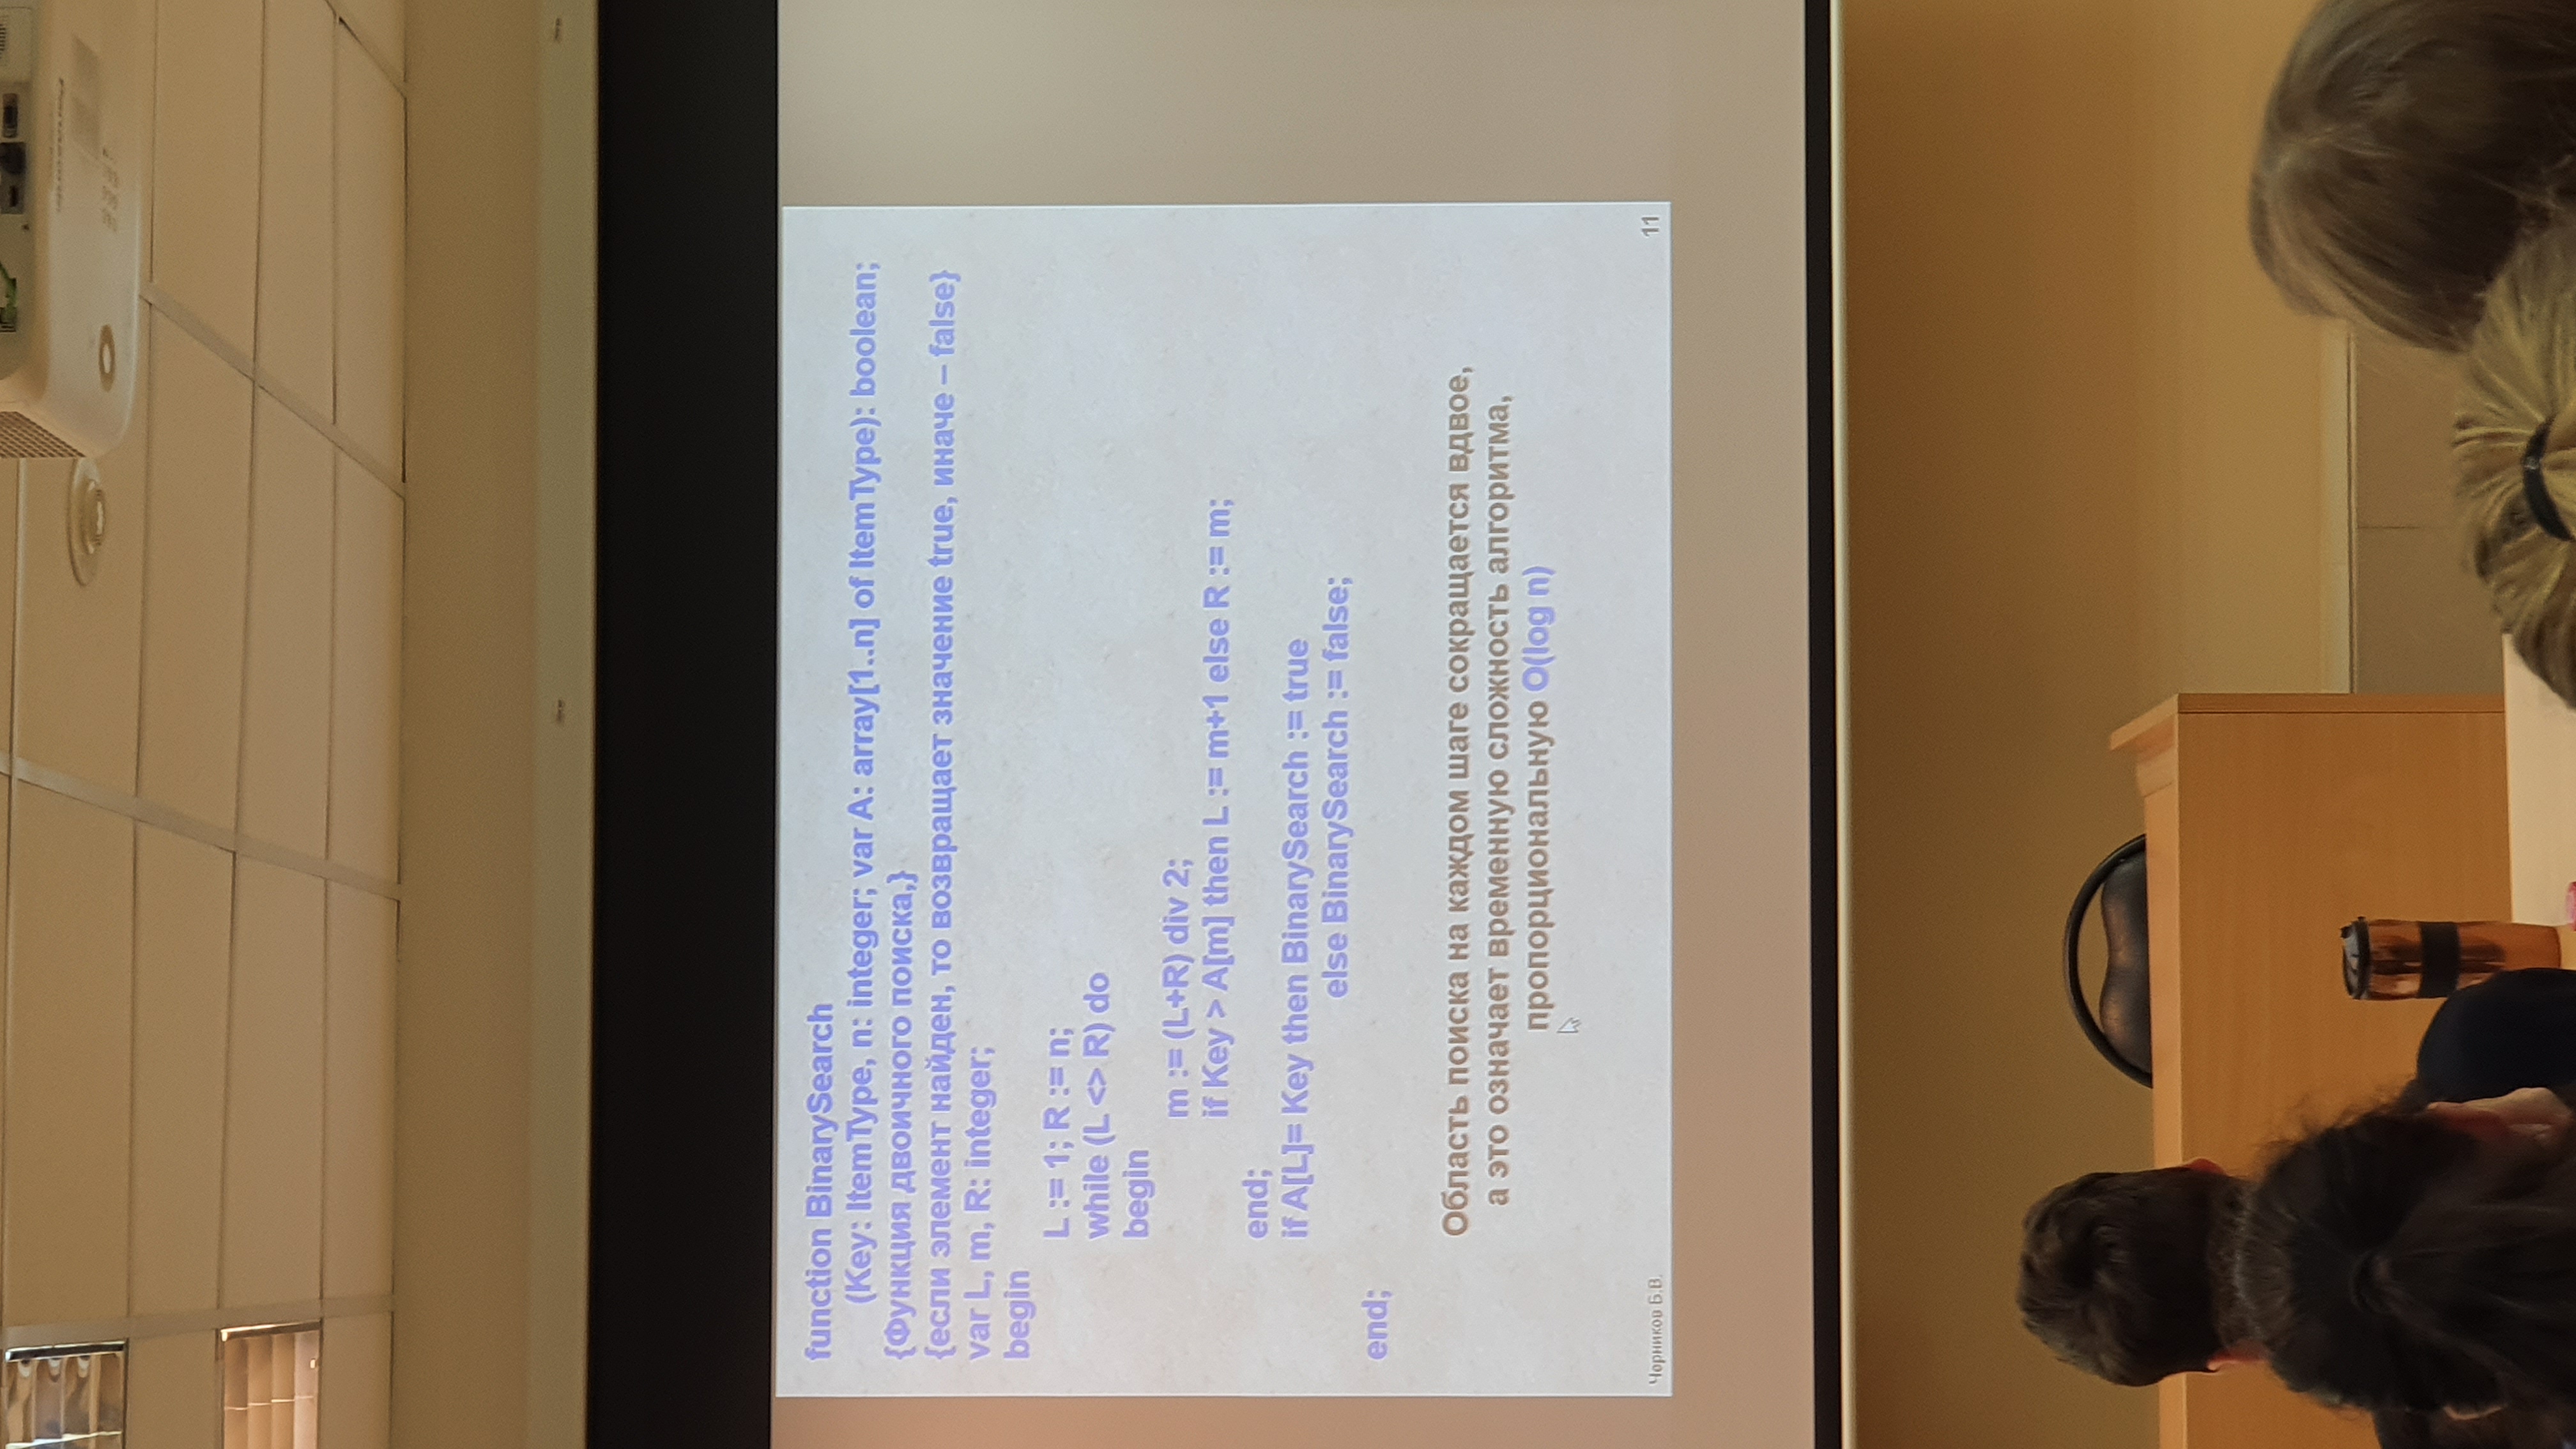 function BinarySearch
(Key: ItemType, n: integer; var A: array[1..n] of ItemType): boolean;
{Функция двоичного поиска,}
{если элемент найден, то возвращает значение true, иначе – false}
var L, m, R: integer;
begin
L := 1; R := n;
while (L <> R) do
begin
m := (L+R) div 2;
if Key > A[m] then L := m+1 else R := m;
end;
if A[L]= Key then BinarySearch := true
else BinarySearch := false;
end;
Область поиска на каждом шаге сокращается вдвое,
а это означает временную сложность алгоритма,
пропорциональную O(log n)
Черников Б.В.
11